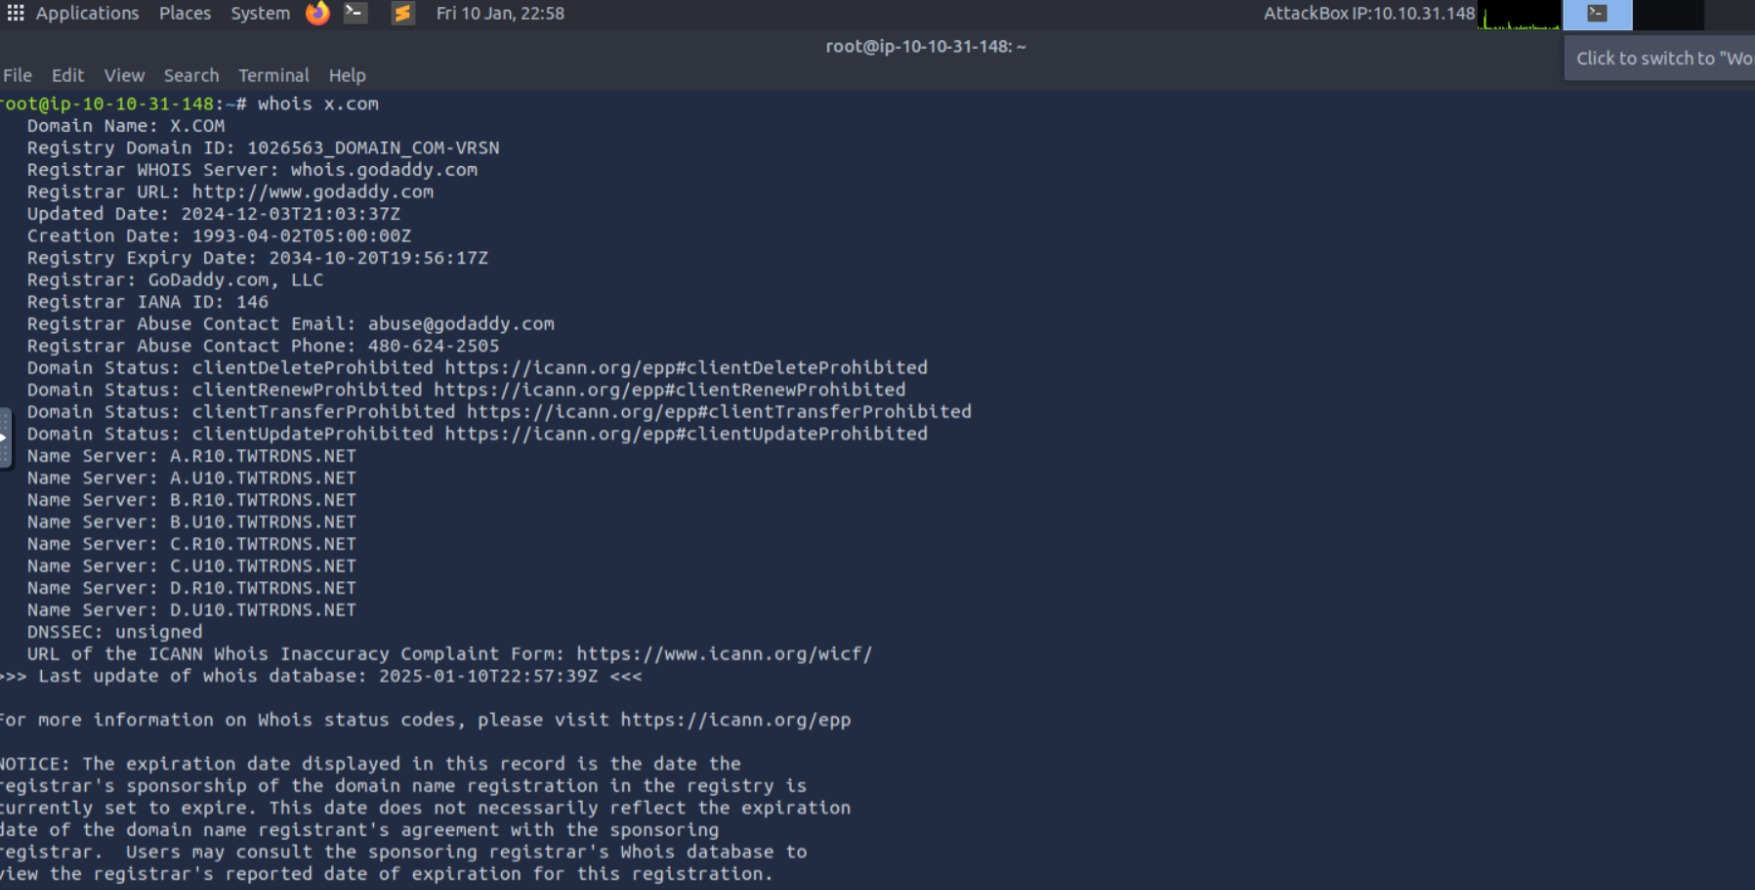 Applications Places System Fri 10 Jan, 22:58 AttackBox IP:10.10.31.148
root@ip-10-10-31-148: ~
Click to switch to "Wo
File Edit View Search Terminal Help
root@ip-10-10-31-148:~# whois x.com
Domain Name: X.COM
Registry Domain ID: 1026563_DOMAIN_COM-VRSN
Registrar WHOIS Server: whois.godaddy.com
Registrar URL: http://www.godaddy.com
Updated Date: 2024-12-03T21:03:37Z
Creation Date: 1993-04-02T05:00:00Z
Registry Expiry Date: 2034-10-20T19:56:17Z
Registrar: GoDaddy.com, LLC
Registrar IANA ID: 146
Registrar Abuse Contact Email: abuse@godaddy.com
Registrar Abuse Contact Phone: 480-624-2505
Domain Status: clientDeleteProhibited https://icann.org/epp#clientDeleteProhibited
Domain Status: clientRenewProhibited https://icann.org/epp#clientRenewProhibited
Domain Status: clientTransferProhibited https://icann.org/epp#clientTransferProhibited
Domain Status: clientUpdateProhibited https://icann.org/epp#clientUpdateProhibited
Name Server: A.R10.TWTRDNS.NET
Name Server: A.U10.TWTRDNS.NET
Name Server: B.R10.TWTRDNS.NET
Name Server: B.U10.TWTRDNS.NET
Name Server: C.R10.TWTRDNS.NET
Name Server: C.U10.TWTRDNS.NET
Name Server: D.R10.TWTRDNS.NET
Name Server: D.U10.TWTRDNS.NET
DNSSEC: unsigned
URL of the ICANN Whois Inaccuracy Complaint Form: https://www.icann.org/wicf/
>>> Last update of whois database: 2025-01-10T22:57:39Z <<<
For more information on Whois status codes, please visit https://icann.org/epp
NOTICE: The expiration date displayed in this record is the date the
registrar's sponsorship of the domain name registration in the registry is
currently set to expire. This date does not necessarily reflect the expiration
date of the domain name registrant's agreement with the sponsoring
registrar.  Users may consult the sponsoring registrar's Whois database to
view the registrar's reported date of expiration for this registration.